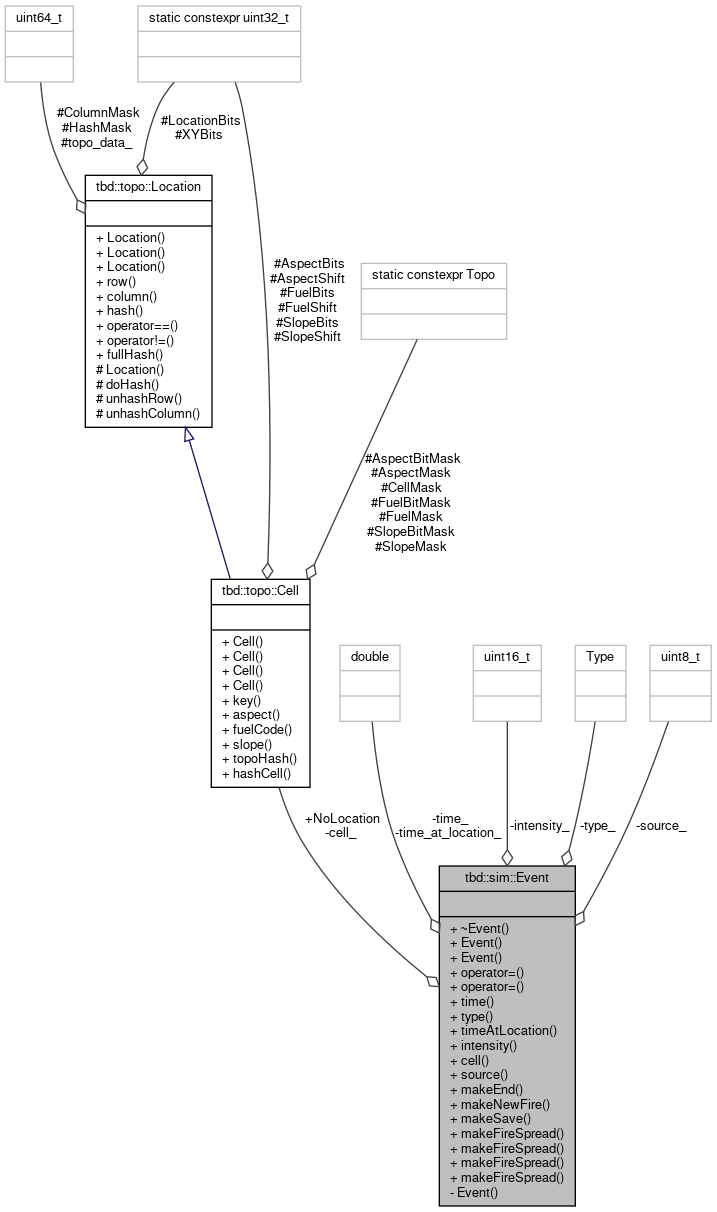 uint64_t
static constexpr uint32_t
#ColumnMask
#HashMask
#topo_data_
#LocationBits
#XYBits
tbd::topo::Location
+ Location()
+ Location()
+ Location()
+ row()
+ column()
+ hash()
+ operator==()
+ operator!=()
+ fullHash()
# Location()
# doHash()
# unhashRow()
# unhashColumn()
#AspectBits
#AspectShift
#FuelBits
#FuelShift
#SlopeBits
#SlopeShift
static constexpr Topo
#AspectBitMask
#AspectMask
#CellMask
#FuelBitMask
#FuelMask
#SlopeBitMask
#SlopeMask
tbd::topo::Cell
+ Cell()
+ Cell()
+ Cell()
+ Cell()
+ key()
+ aspect()
+ fuelCode()
+ slope()
+ topoHash()
+ hashCell()
double
uint16_t
Type
uint8_t
+NoLocation
-cell_
-time_
-time_at_location_
-intensity_
-type_
-source_
tbd::sim::Event
+ ~Event()
+ Event()
+ Event()
+ operator=()
+ operator=()
+ time()
+ type()
+ timeAtLocation()
+ intensity()
+ cell()
+ source()
+ makeEnd()
+ makeNewFire()
+ makeSave()
+ makeFireSpread()
+ makeFireSpread()
+ makeFireSpread()
+ makeFireSpread()
- Event()